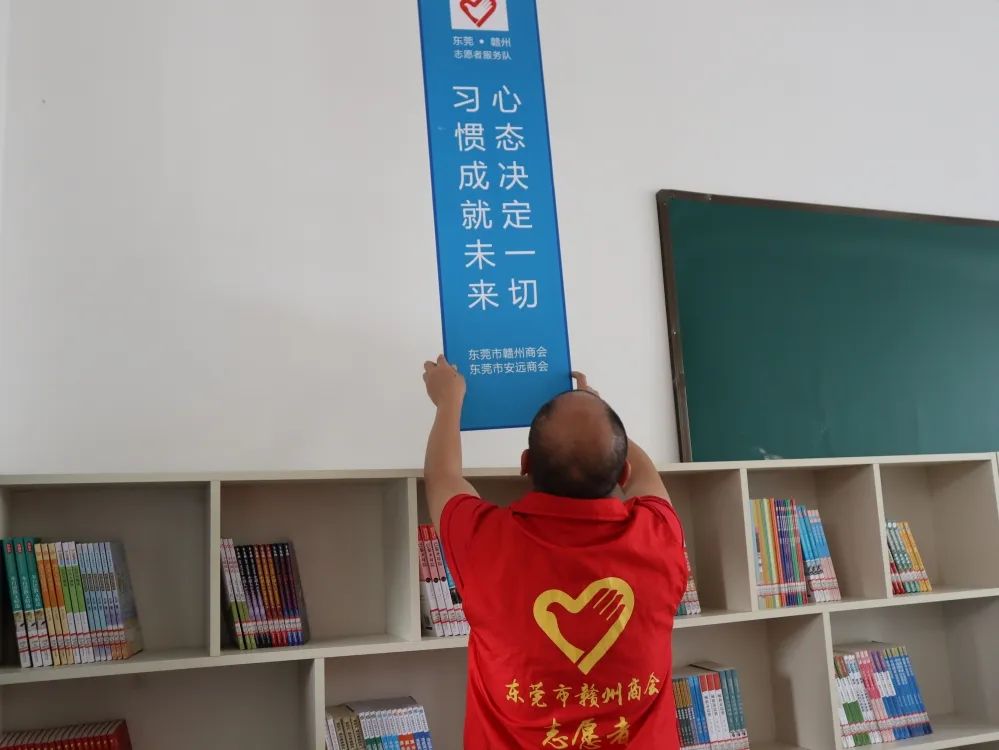 东莞•赣州
志愿者服务队
心态决定一切
习惯成就未来
东莞市赣州商会
东莞市安远商会
东莞市赣州商会
志愿者